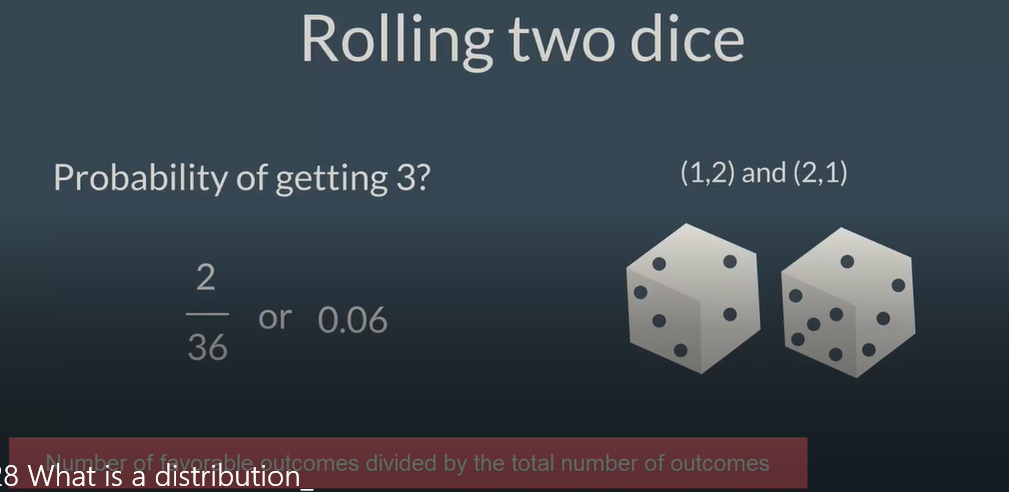 Rolling two dice
Probability of getting 3?
(1,2) and (2,1)
2
36
or 0.06
Number of favorable outcomes divided by the total number of outcomes
28 What is a distribution_